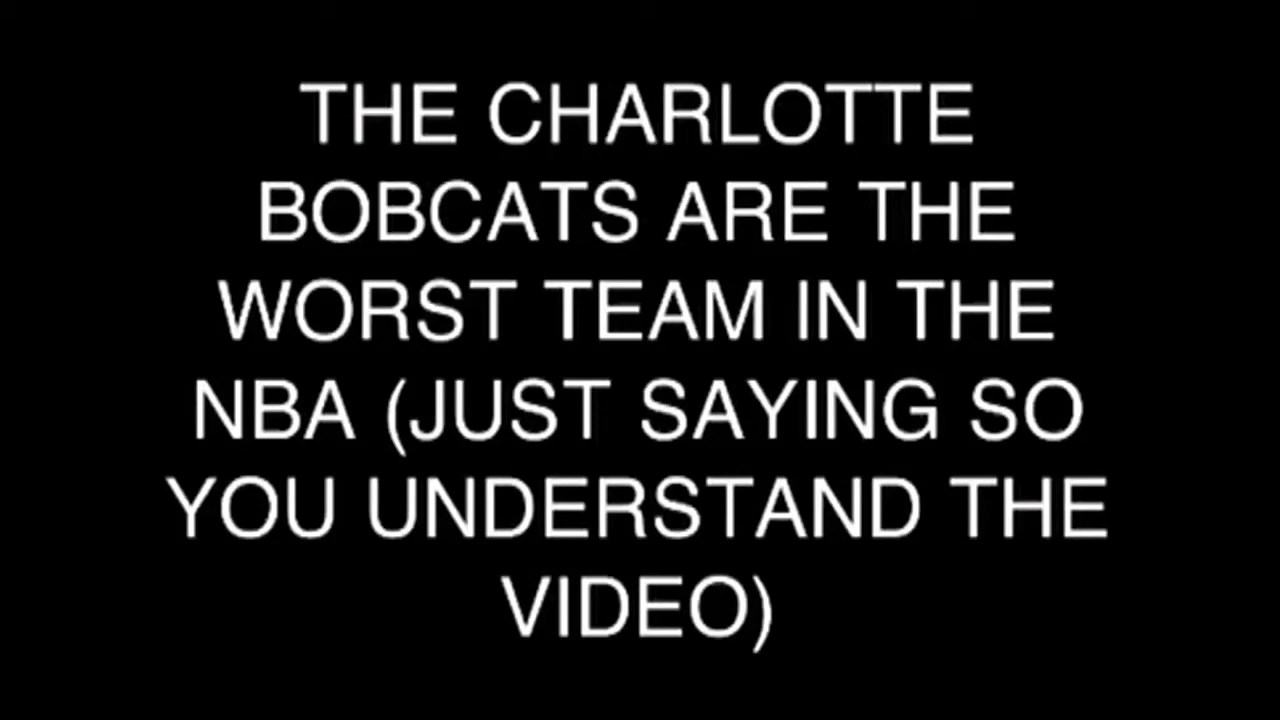 THE CHARLOTTE
BOBCATS ARE THE
WORST TEAM IN THE
NBA (JUST SAYING SO
YOU UNDERSTAND THE
VIDEO)